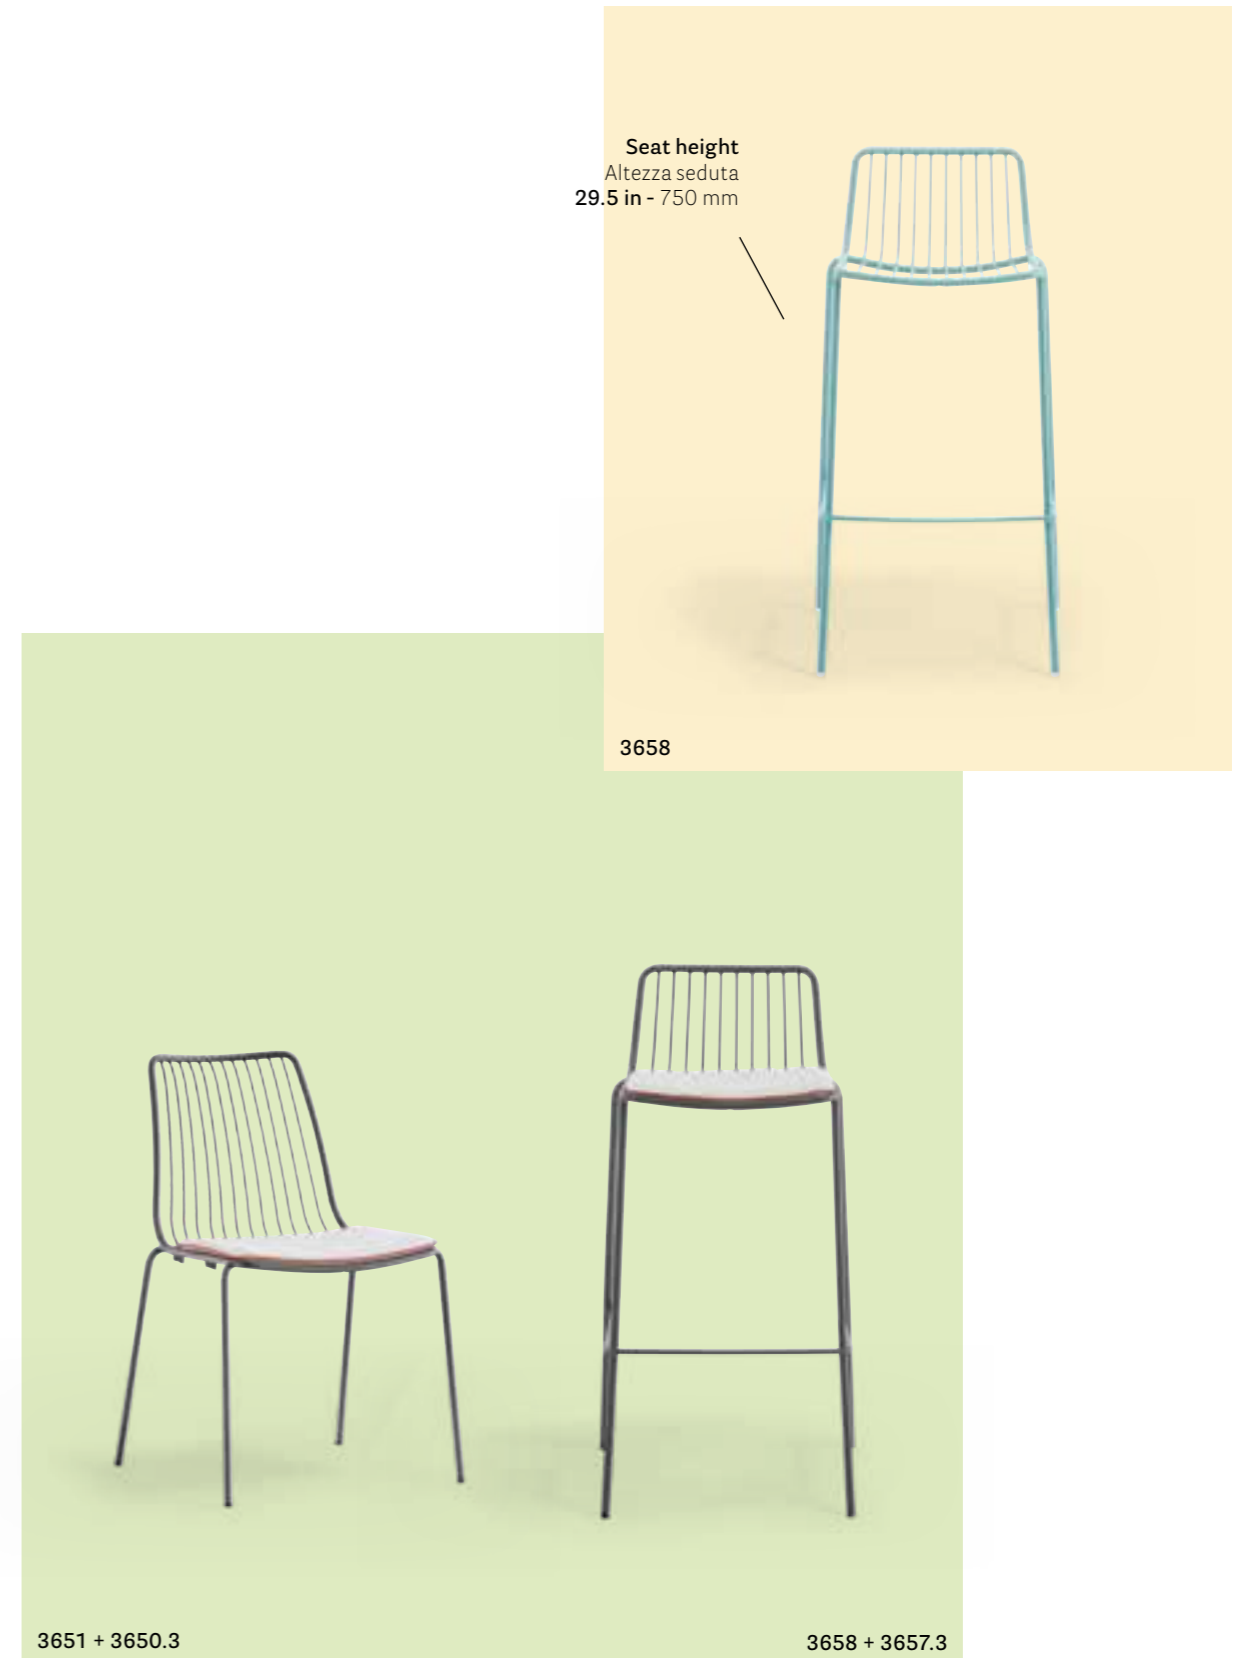 Seat height
Altezza seduta
29.5 in - 750 mm
3658
3651 + 3650.3
3658 + 3657.3